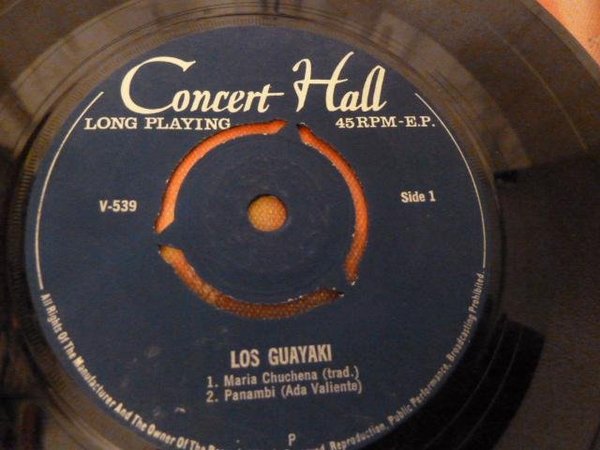 Concert Hall
LONG PLAYING
45 RPM - E.P.
V-539
Side 1
LOS GUAYAKI
1. Maria Chuchena (trad.)
2. Panambi (Ada Valiente)
P
All Rights Of The Manufacturer And The Owner Of The Reproduction, Public Performance, Broadcasting Prohibited.